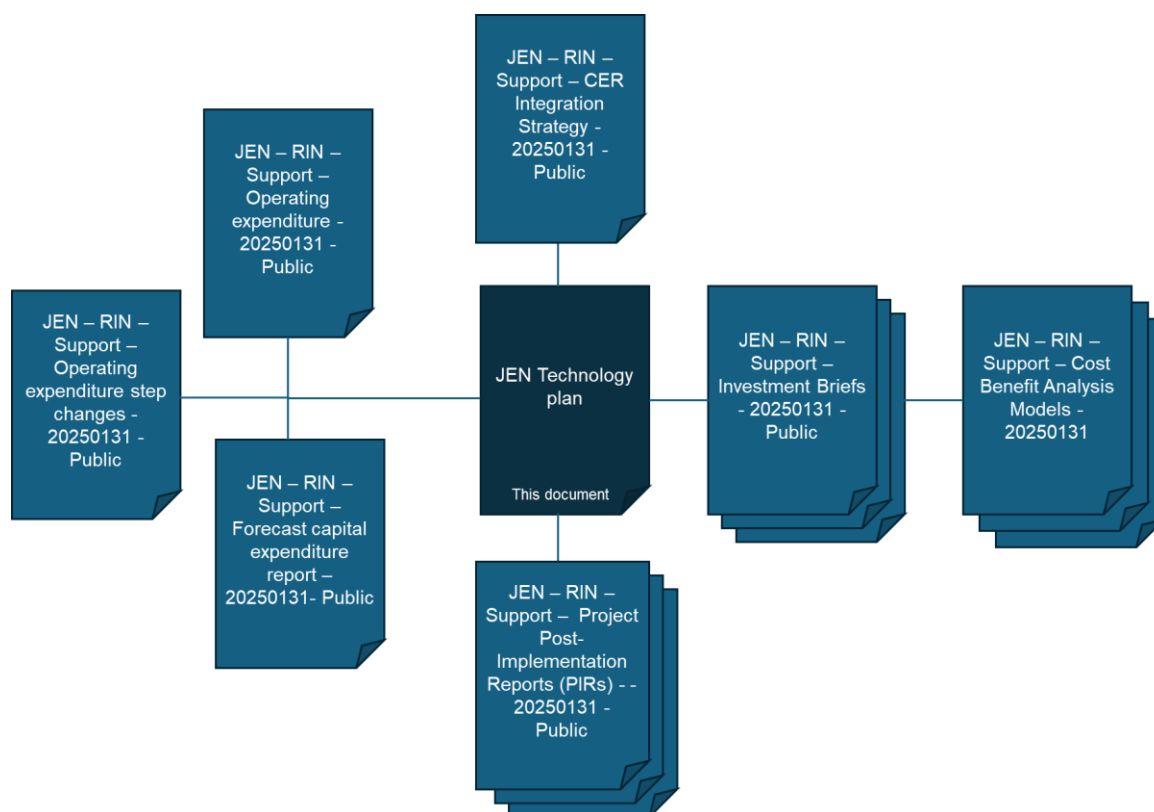 JEN – RIN –
Support – CER
Integration
Strategy -
20250131 -
Public
JEN – RIN –
Support –
Operating
expenditure -
20250131 -
Public
JEN – RIN –
Support –
Operating
expenditure step
changes -
20250131 -
Public
JEN Technology
plan
This document
JEN – RIN –
Support –
Investment Briefs
- 20250131 -
Public
JEN – RIN –
Support – Cost
Benefit Analysis
Models -
20250131
JEN – RIN –
Support –
Forecast capital
expenditure
report –
20250131- Public
JEN – RIN –
Support – Project
Post-
Implementation
Reports (PIRs) - -
20250131 -
Public